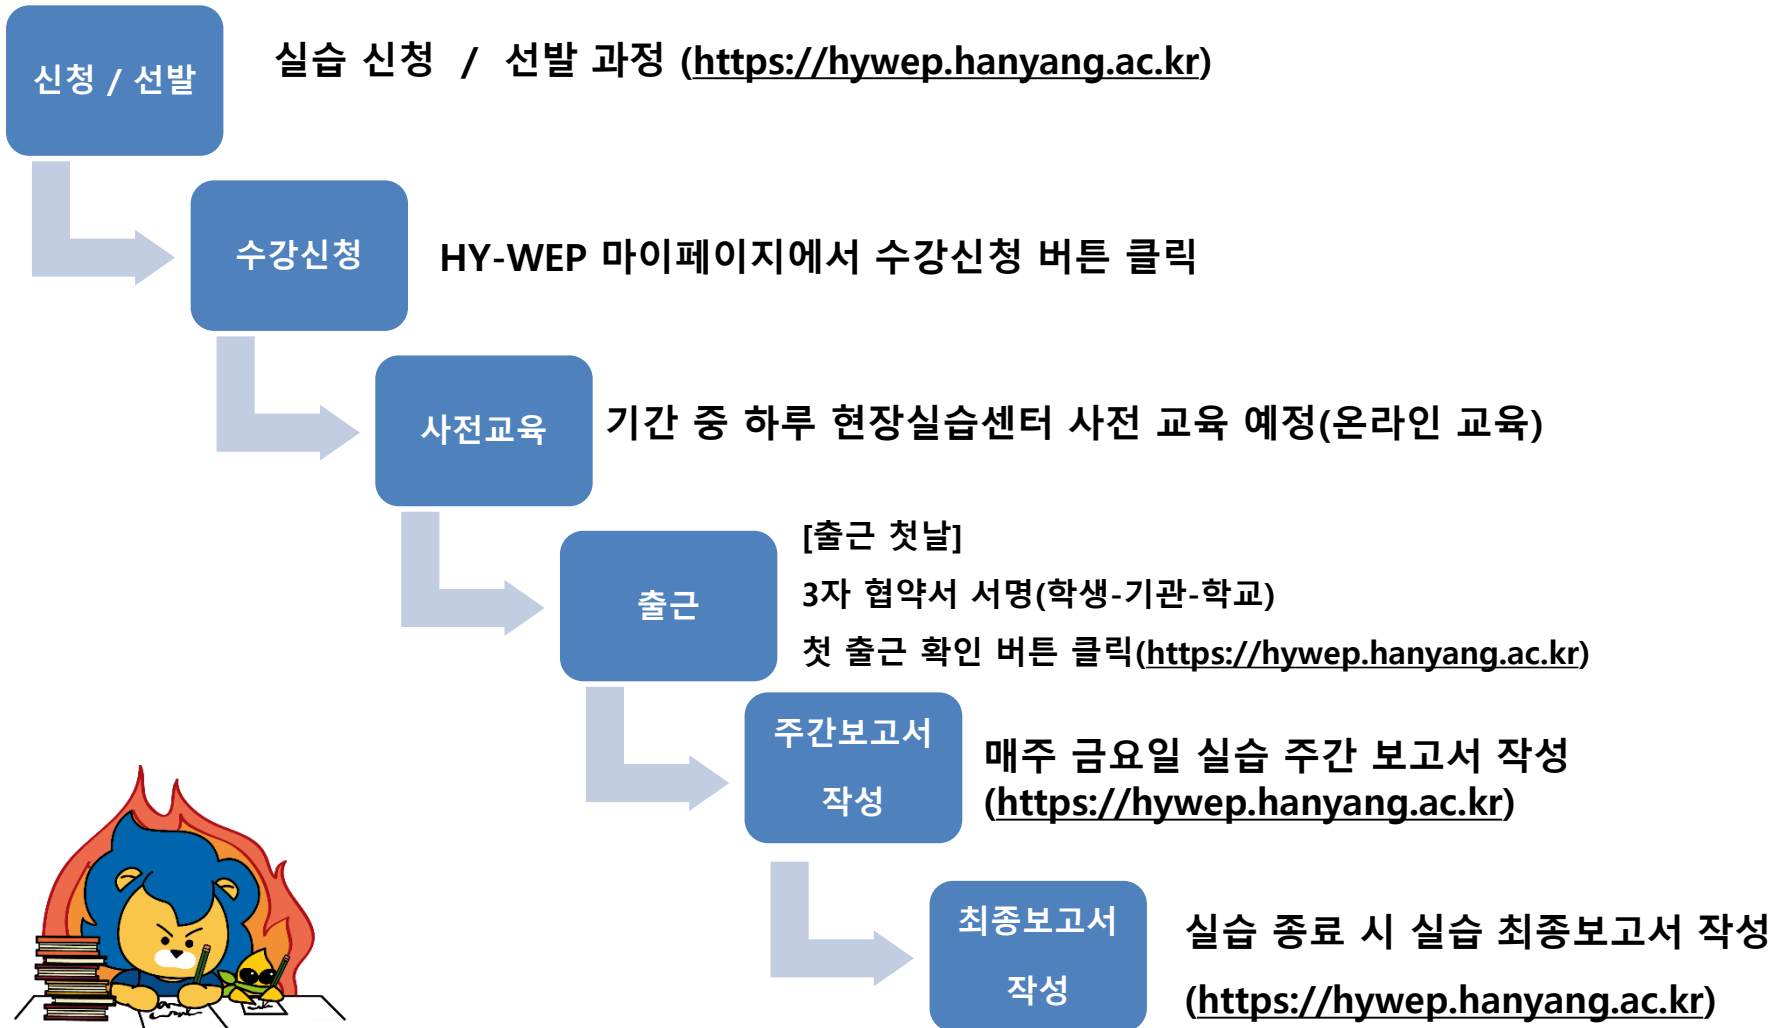 신청 / 선발
실습 신청 / 선발 과정 (https://hywep.hanyang.ac.kr)
수강신청
HY-WEP 마이페이지에서 수강신청 버튼 클릭
사전교육
기간 중 하루 현장실습센터 사전 교육 예정(온라인 교육)
출근
[출근 첫날]
3자 협약서 서명(학생-기관-학교)
첫 출근 확인 버튼 클릭(https://hywep.hanyang.ac.kr)
주간보고서
작성
매주 금요일 실습 주간 보고서 작성
(https://hywep.hanyang.ac.kr)
최종보고서
작성
실습 종료 시 실습 최종보고서 작성
(https://hywep.hanyang.ac.kr)